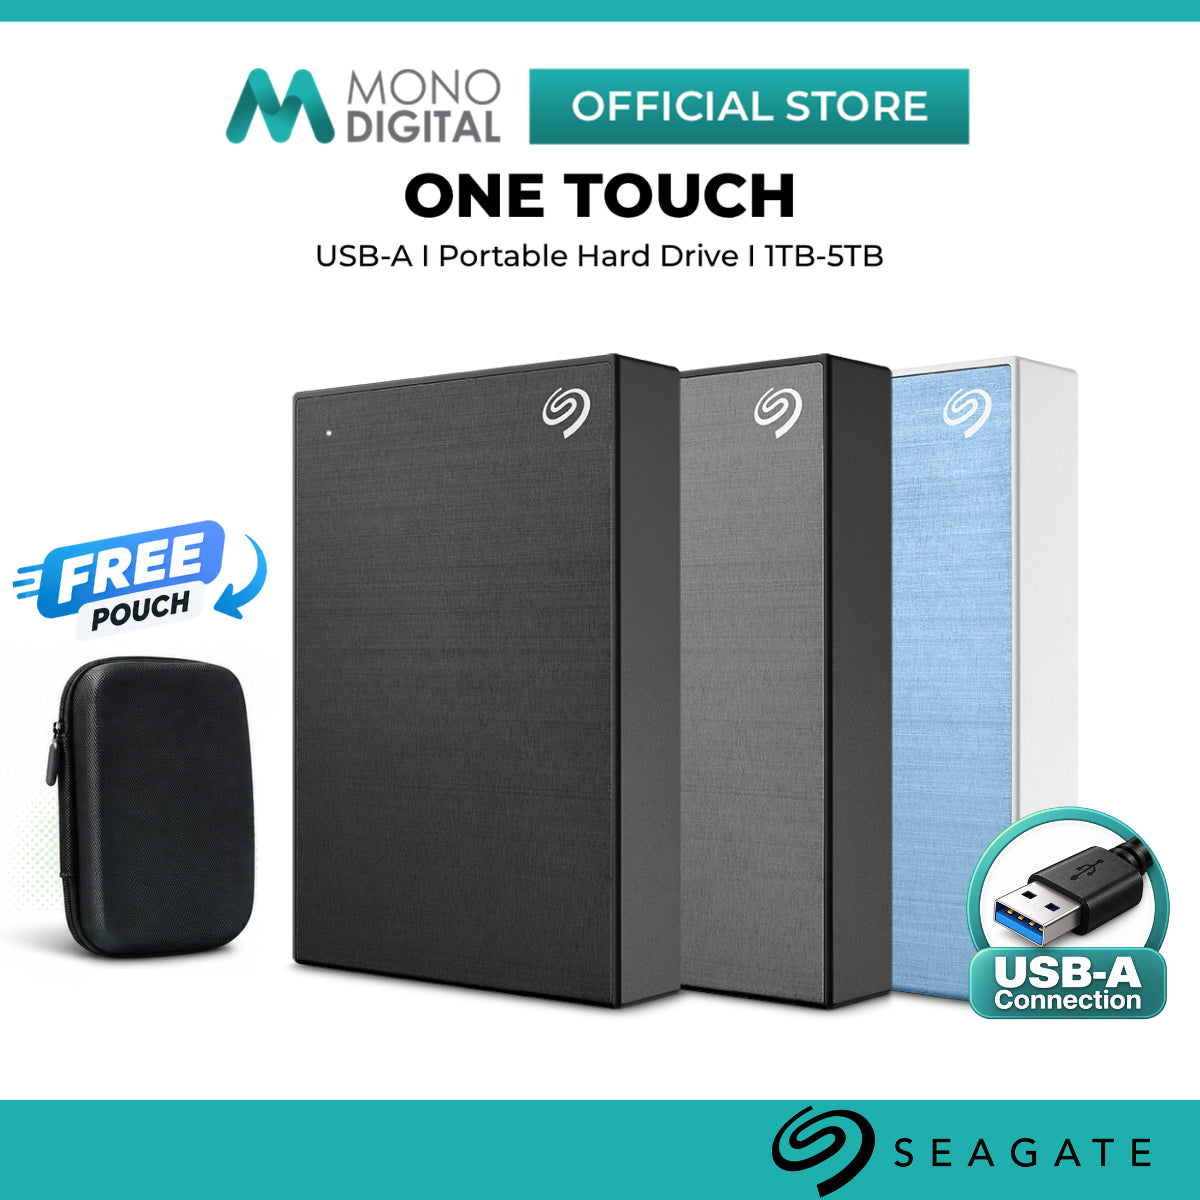 MONO
DIGITAL
OFFICIAL STORE
ONE TOUCH
USB-A I Portable Hard Drive I 1TB-5TB
FREE
POUCH
USB-A
Connection
SEAGATE